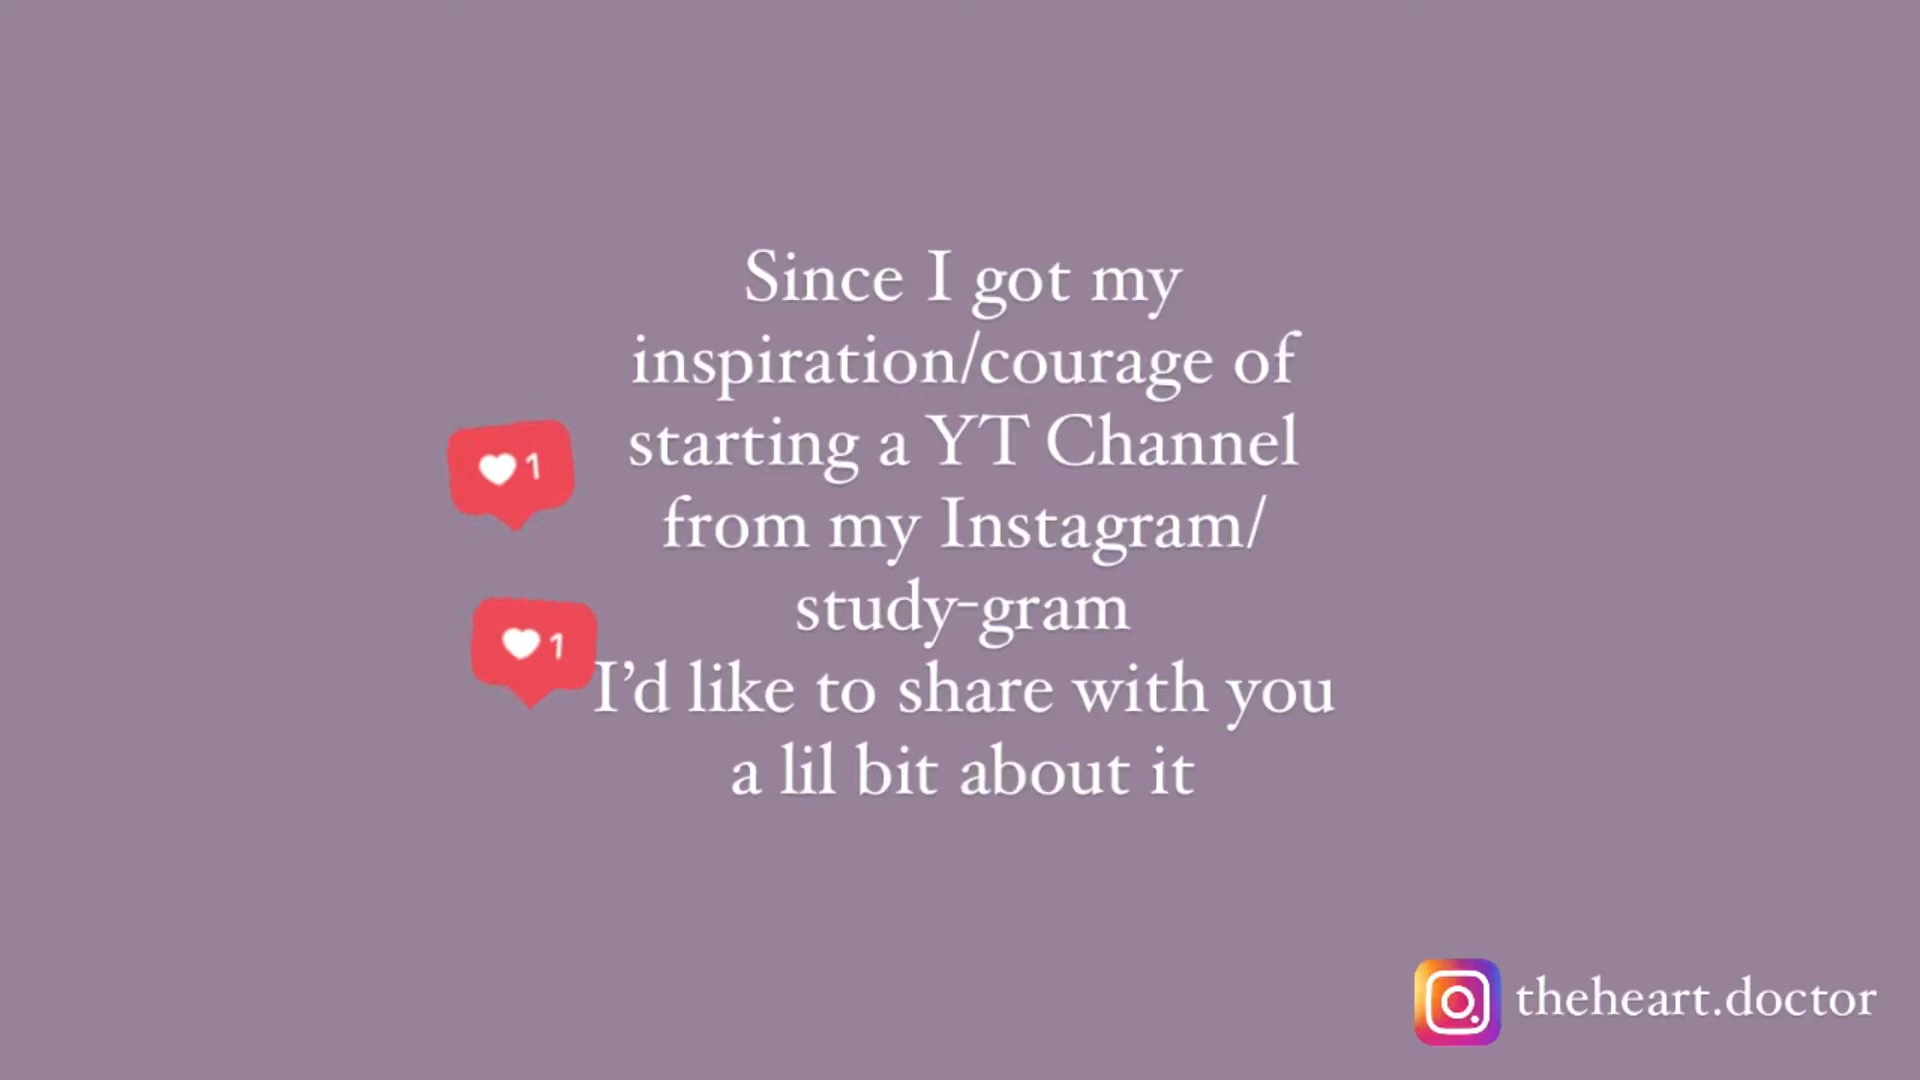 Since I got my
inspiration/courage of
starting a YT Channel
from my Instagram/
study-gram
I’d like to share with you
a lil bit about it
1
1
theheart.doctor